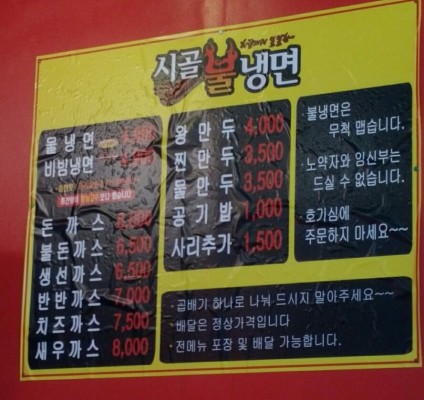 시골불냉면
물냉면
비빔냉면
돈까스
불돈까스 6,500
생선까스 6,500
반반까스 7,000
치즈까스 7,500
새우까스 8,000
왕만두 4,000
찐만두 3,500
물만두 3,500
공기밥 1,000
사리추가 1,500
·불냉면은
무척 맵습니다.
·노약자와 임신부는
드실 수 없습니다.
·호기심에
주문하지 마세요~~
·곱배기 하나로 나눠 드시지 말아주세요~~
·배달은 정상가격입니다
·전메뉴 포장 및 배달 가능합니다.